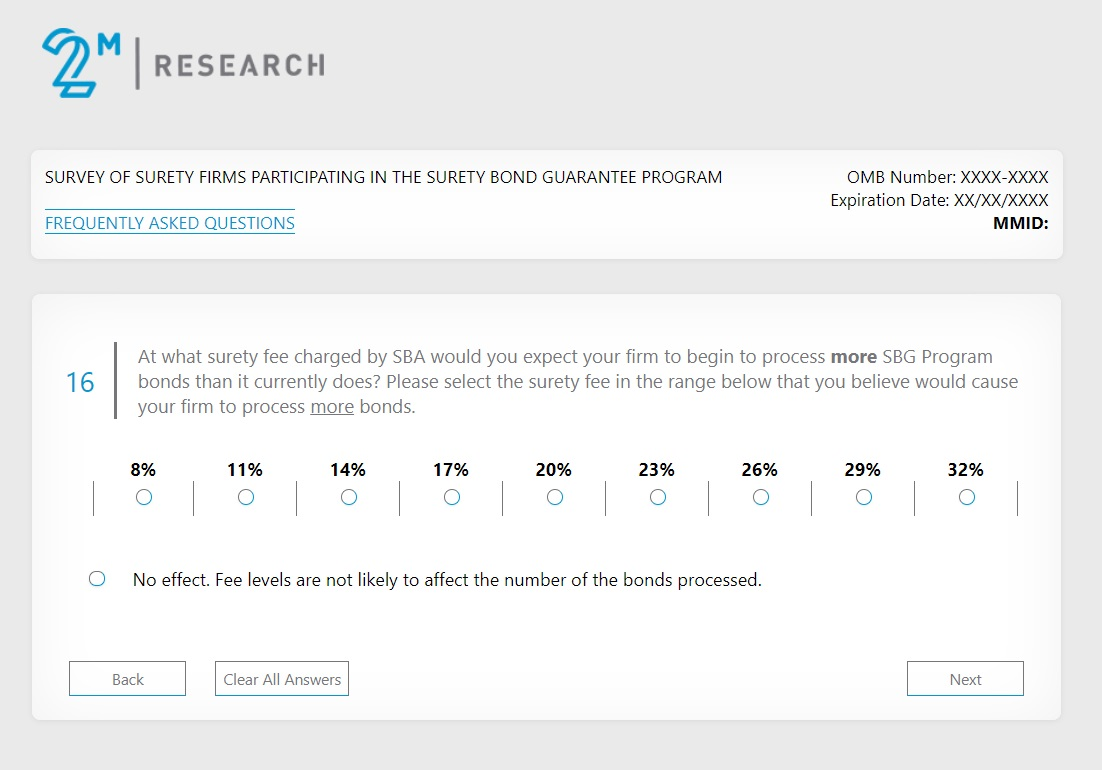 2M | RESEARCH
SURVEY OF SURETY FIRMS PARTICIPATING IN THE SURETY BOND GUARANTEE PROGRAM
FREQUENTLY ASKED QUESTIONS
OMB Number: XXXX-XXXX
Expiration Date: XX/XX/XXXX
MMID:
16
At what surety fee charged by SBA would you expect your firm to begin to process more SBG Program
bonds than it currently does? Please select the surety fee in the range below that you believe would cause
your firm to process more bonds.
8% 11% 14% 17% 20% 23% 26% 29% 32%
No effect. Fee levels are not likely to affect the number of the bonds processed.
Back Clear All Answers Next